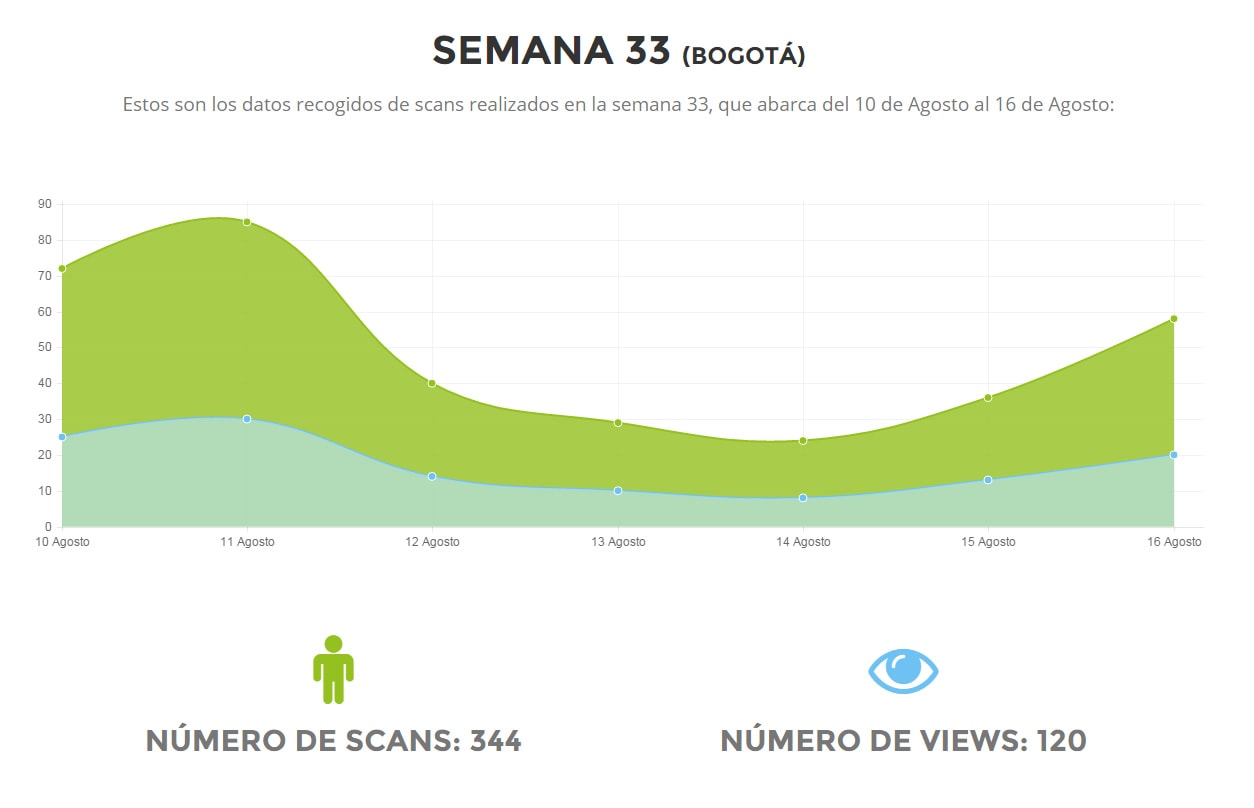 SEMANA 33 (BOGOTÁ)
Estos son los datos recogidos de scans realizados en la semana 33, que abarca del 10 de Agosto al 16 de Agosto:
90
80
70
60
50
40
30
20
10
0
10 Agosto 11 Agosto 12 Agosto 13 Agosto 14 Agosto 15 Agosto 16 Agosto
NÚMERO DE SCANS: 344 NÚMERO DE VIEWS: 120